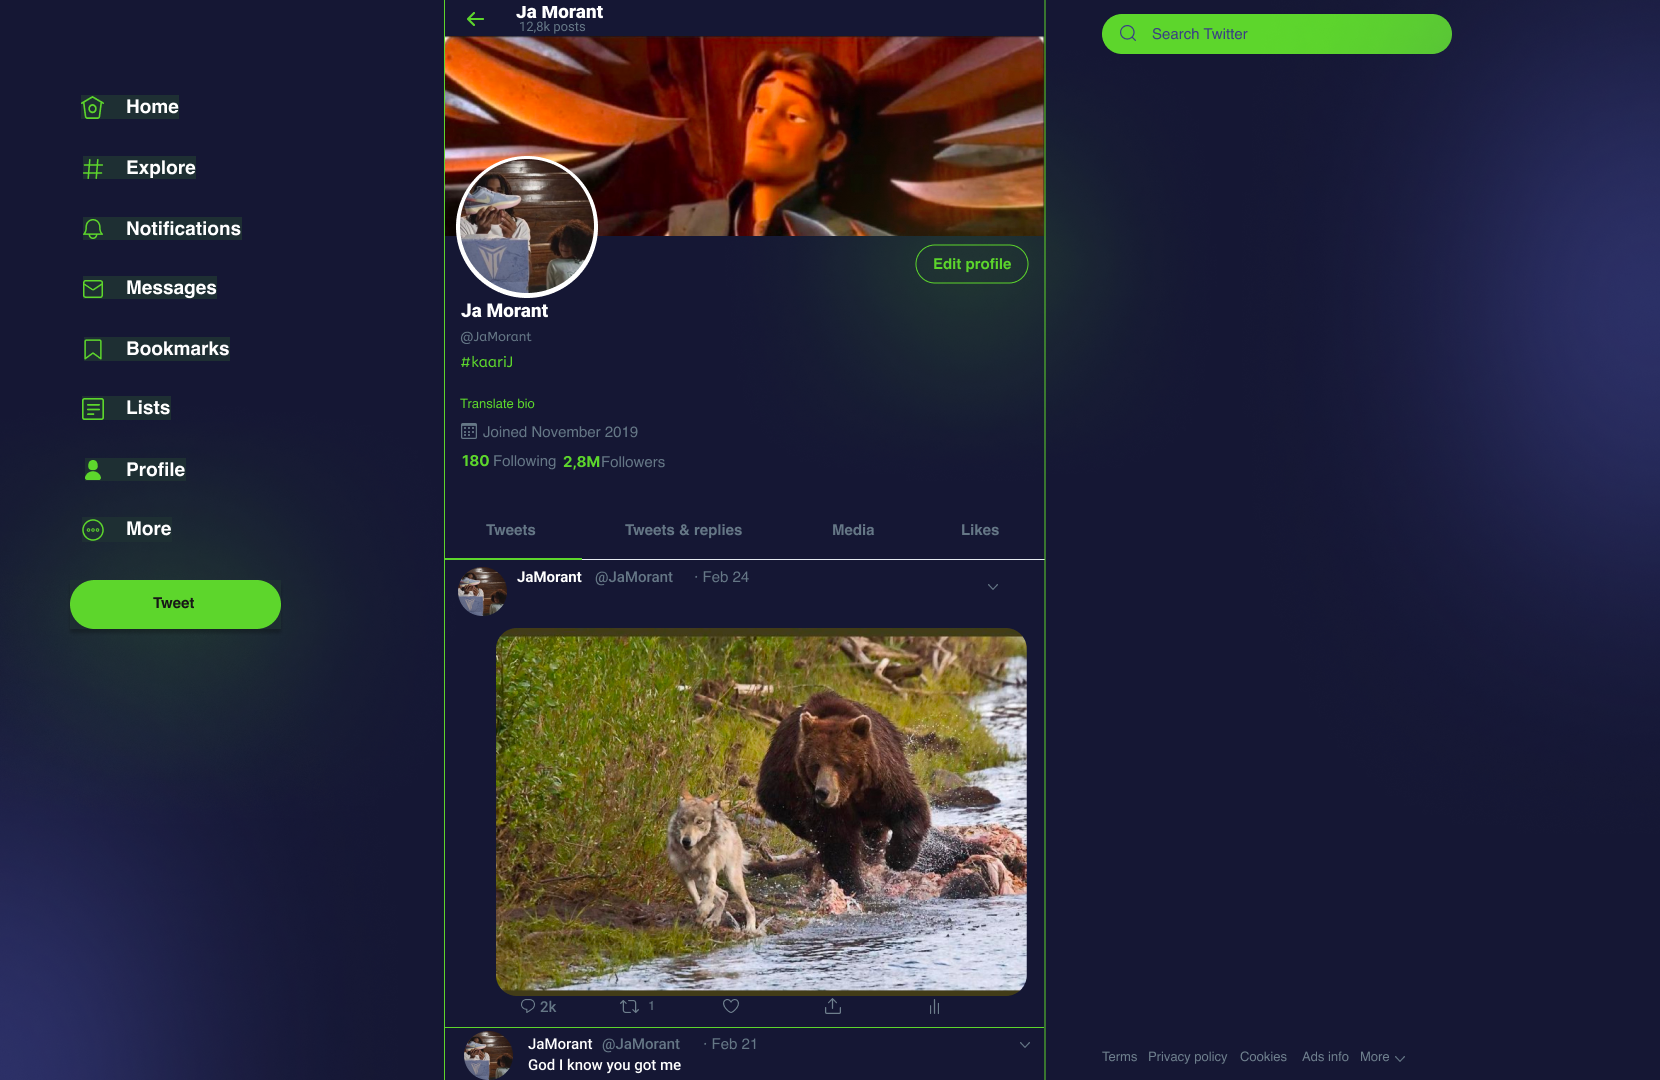 Ja Morant
12,8k posts
Search Twitter
Home
Explore
Notifications
Messages
Bookmarks
Lists
Profile
More
Tweet
Edit profile
Ja Morant
@JaMorant
#kaariJ
Translate bio
Joined November 2019
180 Following 2,8MFollowers
Tweets Tweets & replies Media Likes
JaMorant @JaMorant · Feb 24
2k 1
JaMorant @JaMorant · Feb 21
God I know you got me
Terms Privacy policy Cookies Ads info More